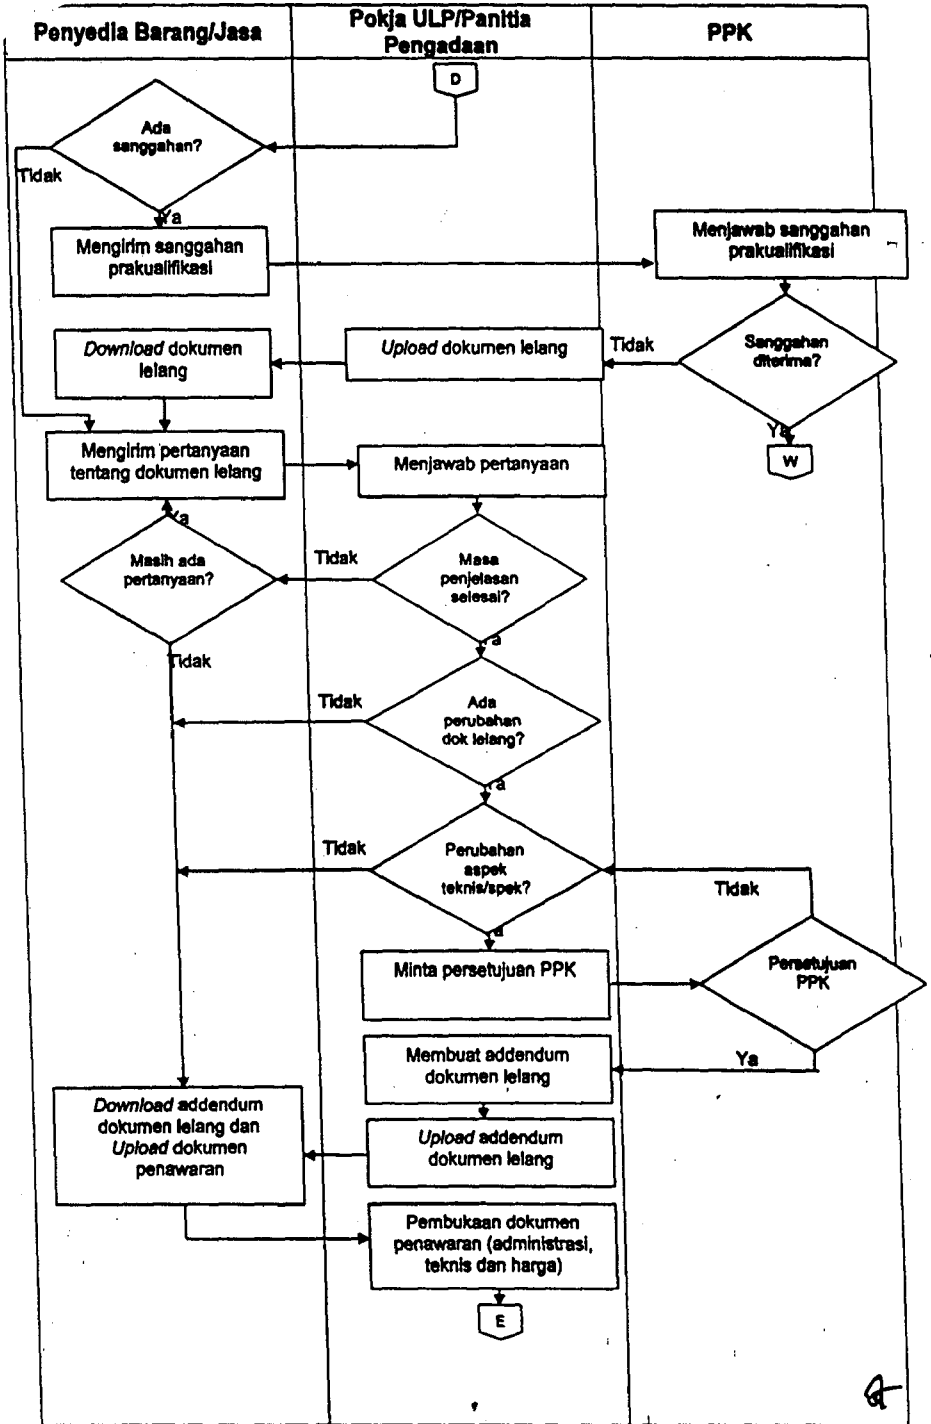 Penyedia Barang/Jasa
Pokja ULP/Panitia
Pengadaan
PPK
D
Ada
sanggahan?
Tidak
Ya
Mengirim sanggahan
prakualifikasi
Menjawab sanggahan
prakualifikasi
Download dokumen
lelang
Upload dokumen lelang
Tidak
Sanggahan
diterima?
Ya
W
Mengirim pertanyaan
tentang dokumen lelang
Menjawab pertanyaan
Ya
Masih ada
pertanyaan?
Tidak
Masa
penjelasan
selesai?
Tidak
Ya
Tidak
Ada
perubahan
dok lelang?
Ya
Tidak
Perubahan
aspek
teknis/spek?
Tidak
a
Minta persetujuan PPK
Persetujuan
PPK
Membuat addendum
dokumen lelang
Ya
Download addendum
dokumen lelang dan
Upload dokumen
penawaran
Upload addendum
dokumen lelang
Pembukaan dokumen
penawaran (administrasi,
teknis dan harga)
E